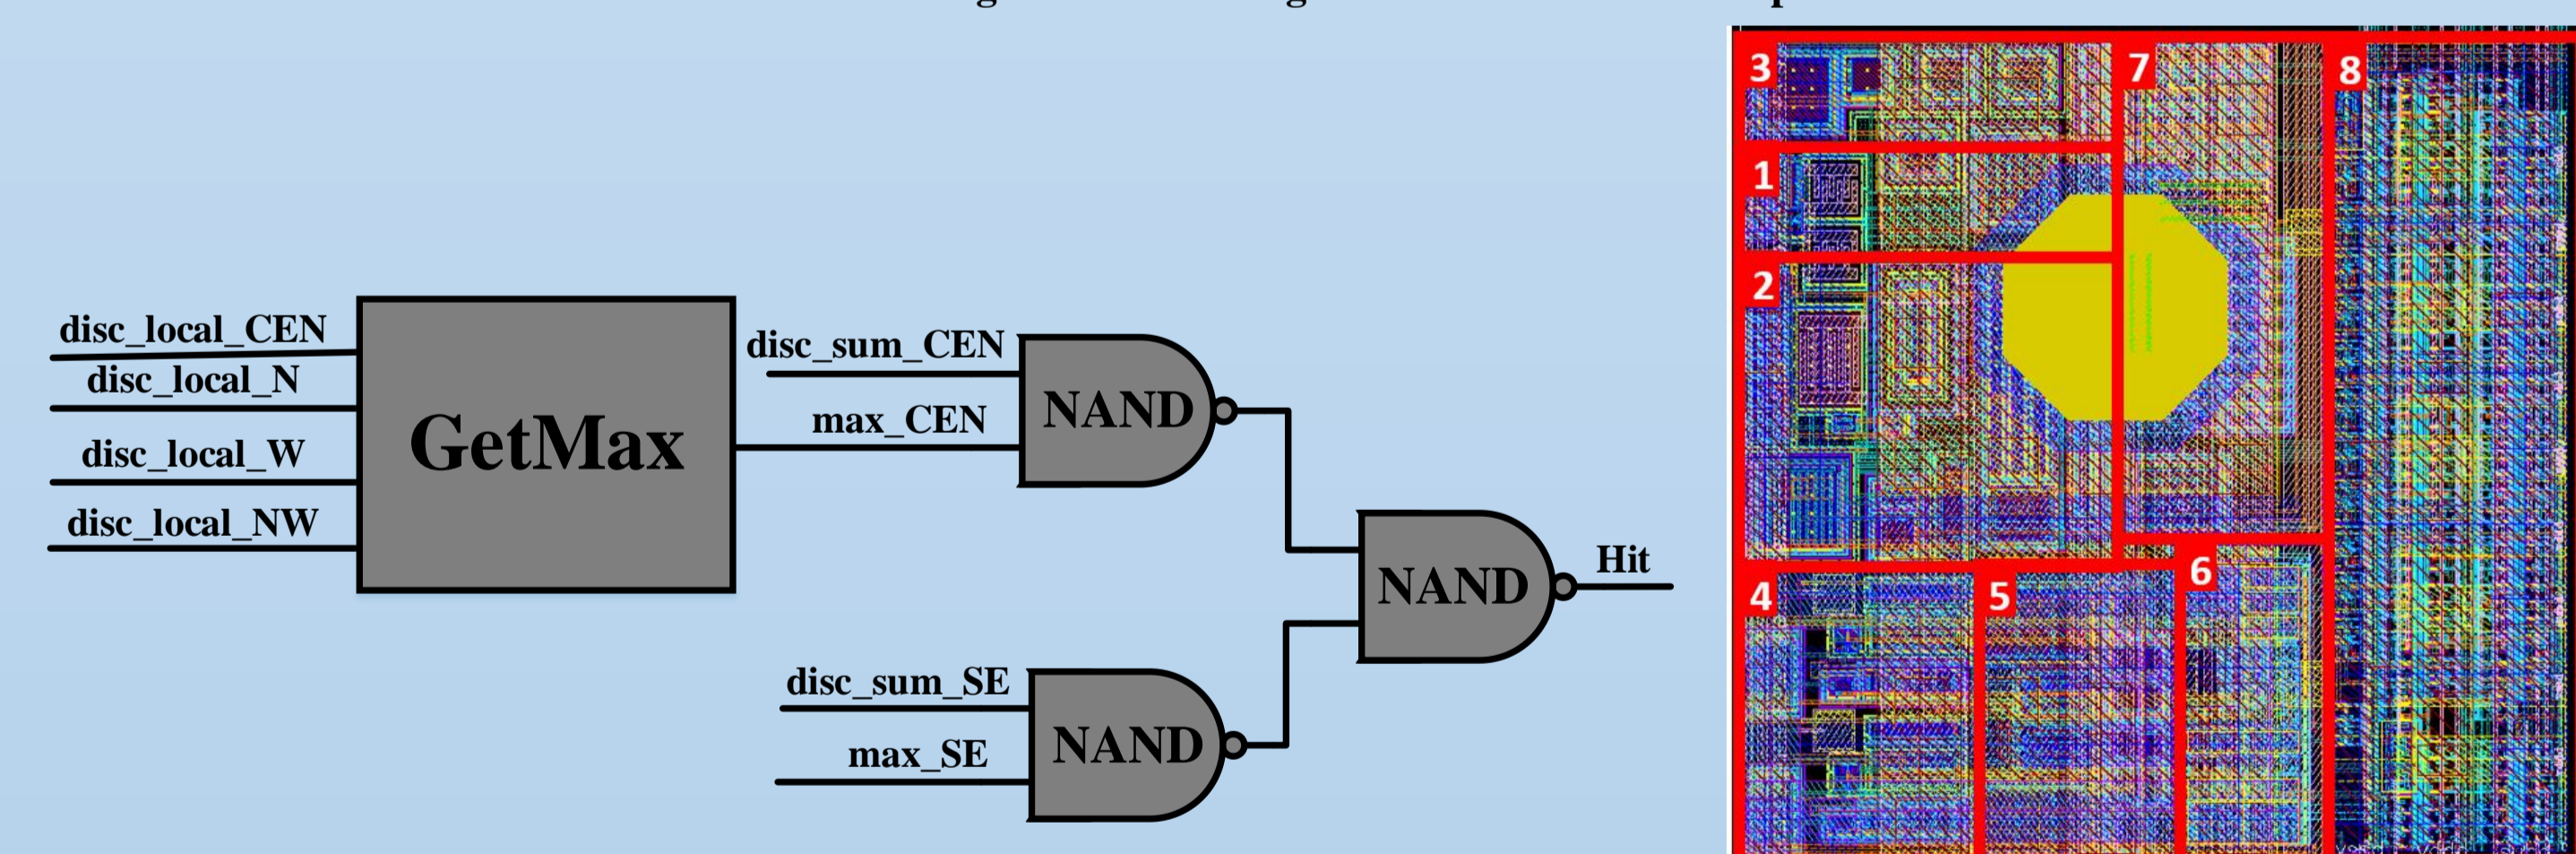 disc_local_CEN
disc_local_N
disc_local_W
disc_local_NW
GetMax
disc_sum_CEN
max_CEN
NAND
disc_sum_SE
max_SE
NAND
NAND
Hit
3
7
8
1
2
6
4
5